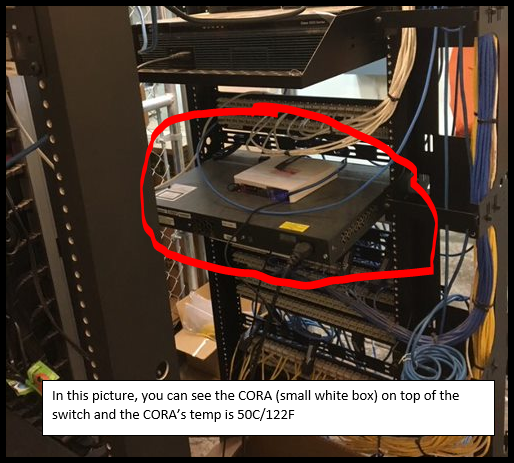 In this picture, you can see the CORA (small white box) on top of the
switch and the CORA's temp is 50C/122F